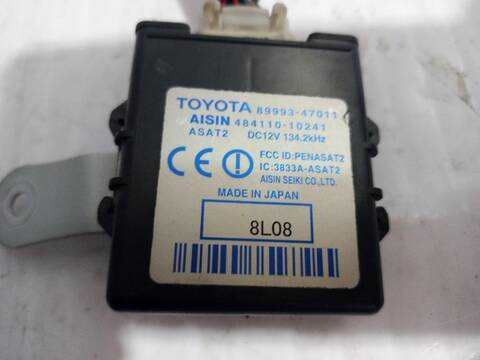 TOYOTA 89993-47011
AISIN 484110-10241
ASAT2 DC12V 134.2kHz
CE FCC ID:PENASAT2
IC:3833A-ASAT2
AISIN SEIKI CO.,LTD.
MADE IN JAPAN
8L08